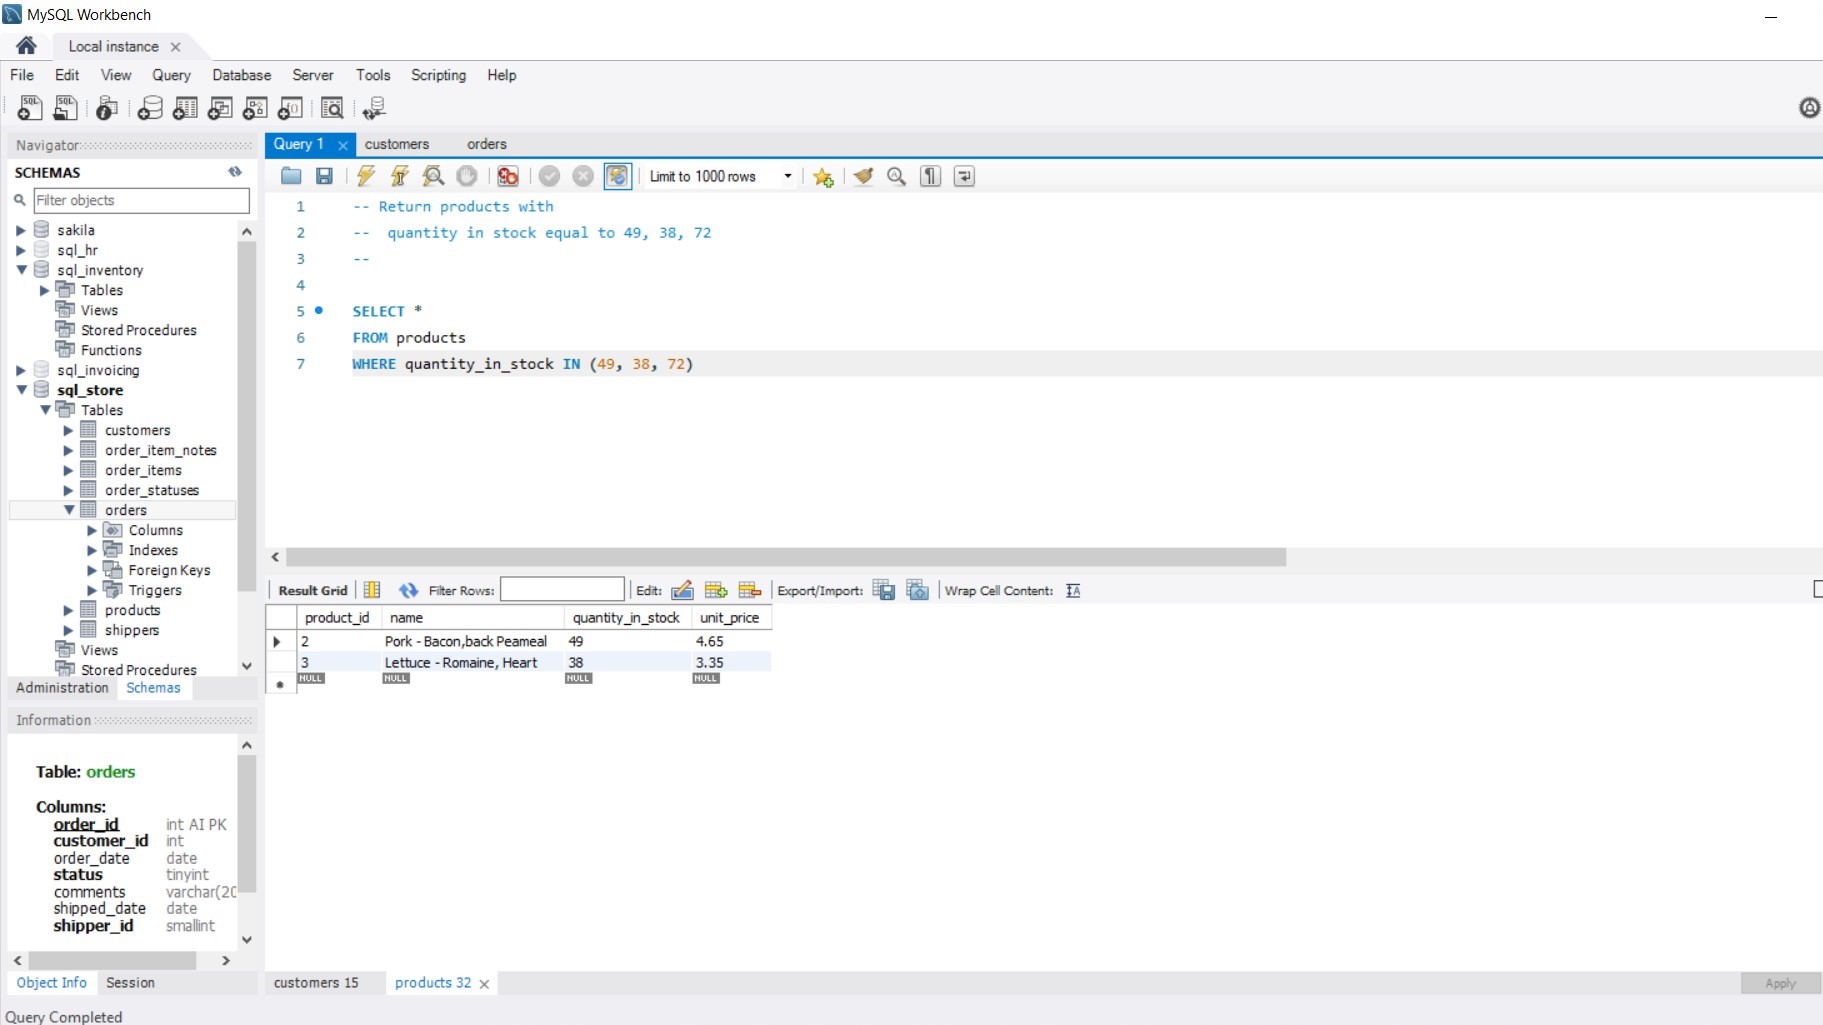 MySQL Workbench
Local instance
File Edit View Query Database Server Tools Scripting Help
Navigator
SCHEMAS
Filter objects
sakila
sql_hr
sql_inventory
Tables
Views
Stored Procedures
Functions
sql_invoicing
sql_store
Tables
customers
order_item_notes
order_items
order_statuses
orders
Columns
Indexes
Foreign Keys
Triggers
products
shippers
Views
Stored Procedures
Administration Schemas
Information
Table: orders
Columns:
order_id int AI PK
customer_id int
order_date date
status tinyint
comments varchar(20
shipped_date date
shipper_id smallint
Object Info Session
Query Completed
Query 1 customers orders
Limit to 1000 rows
1 -- Return products with
2 -- quantity in stock equal to 49, 38, 72
3 --
4
5 SELECT *
6 FROM products
7 WHERE quantity_in_stock IN (49, 38, 72)
Result Grid Filter Rows: Edit: Export/Import: Wrap Cell Content:
product_id name quantity_in_stock unit_price
2 Pork - Bacon,back Peameal 49 4.65
3 Lettuce - Romaine, Heart 38 3.35
NULL NULL NULL NULL
customers 15 products 32
Apply